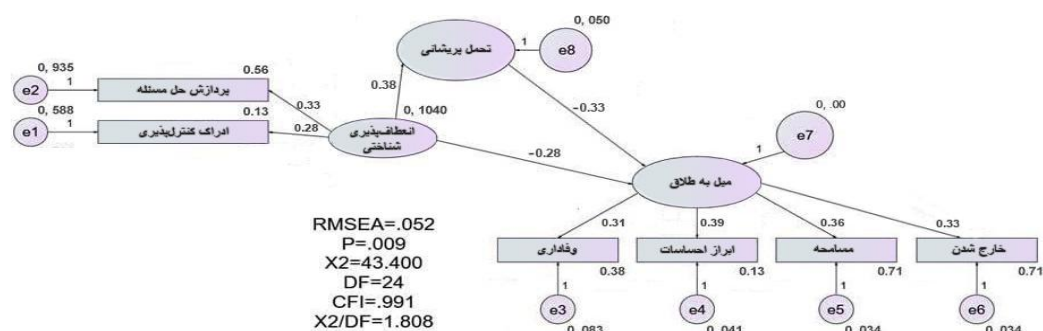 0, 050
تحمل پریشانی
1
e8
0, 935
e2
1
0.56
پردازش حل مسئله
0.38
0.33
-0.33
0, 588
e1
1
0.13
ادراک کنترل‌پذیری
0.28
0, 1040
انعطاف‌پذیری
شناختی
0, .00
e7
1
-0.28
میل به طلاق
0.31
0.39
0.36
0.33
وفاداری
ابراز احساسات
مسامحه
خارج شدن
0.38
0.13
0.71
0.71
1
1
1
1
e3
e4
e5
e6
0, 083
0, 041
0, 034
0, 034
RMSEA=.052
P=.009
X2=43.400
DF=24
CFI=.991
X2/DF=1.808